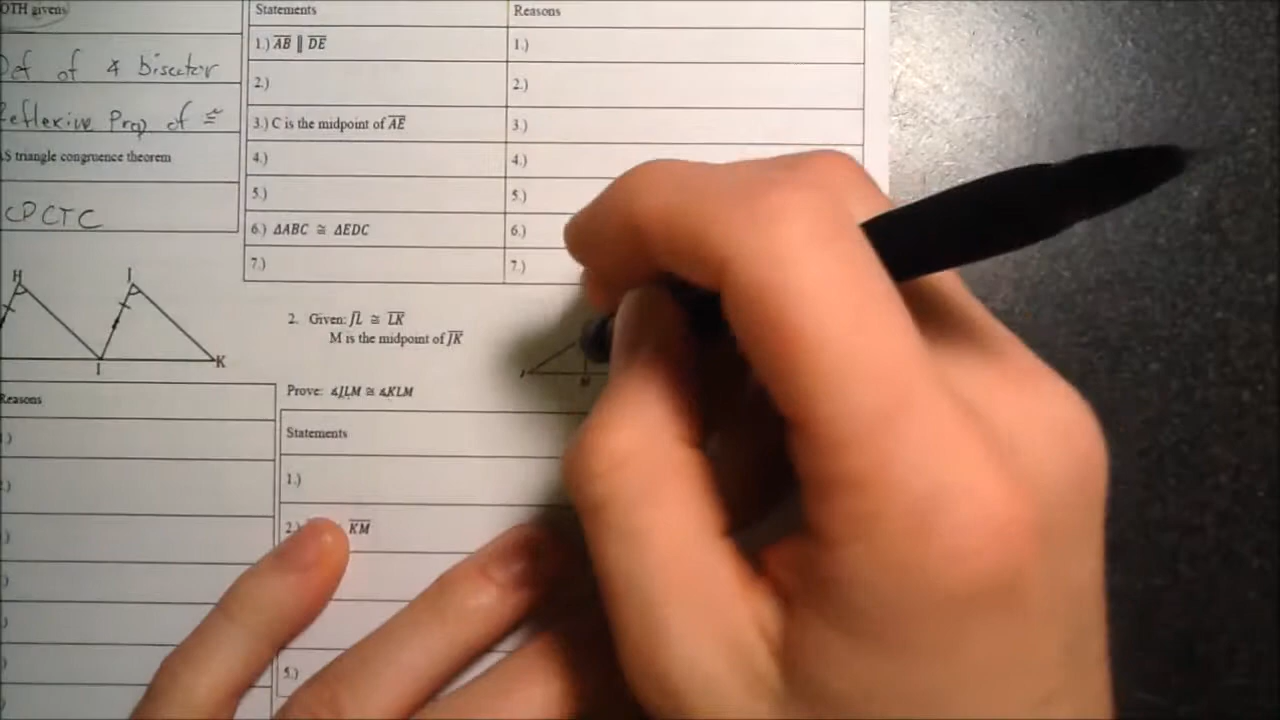 OTH givens
Def of ∡ bisector
Reflexive Prop of ≅
triangle congruence theorem
CPCTC
H
J
I
K
Reasons
Statements
Reasons
1.) AB ∥ DE
1.)
2.)
2.)
3.) C is the midpoint of AE
3.)
4.)
4.)
5.)
5.)
6.) ΔABC ≅ ΔEDC
6.)
7.)
7.)
2. Given: JL ≅ LK
M is the midpoint of JK
M
Prove: ∡JLM ≅ ∡KLM
Statements
1.)
2.) KM
5.)